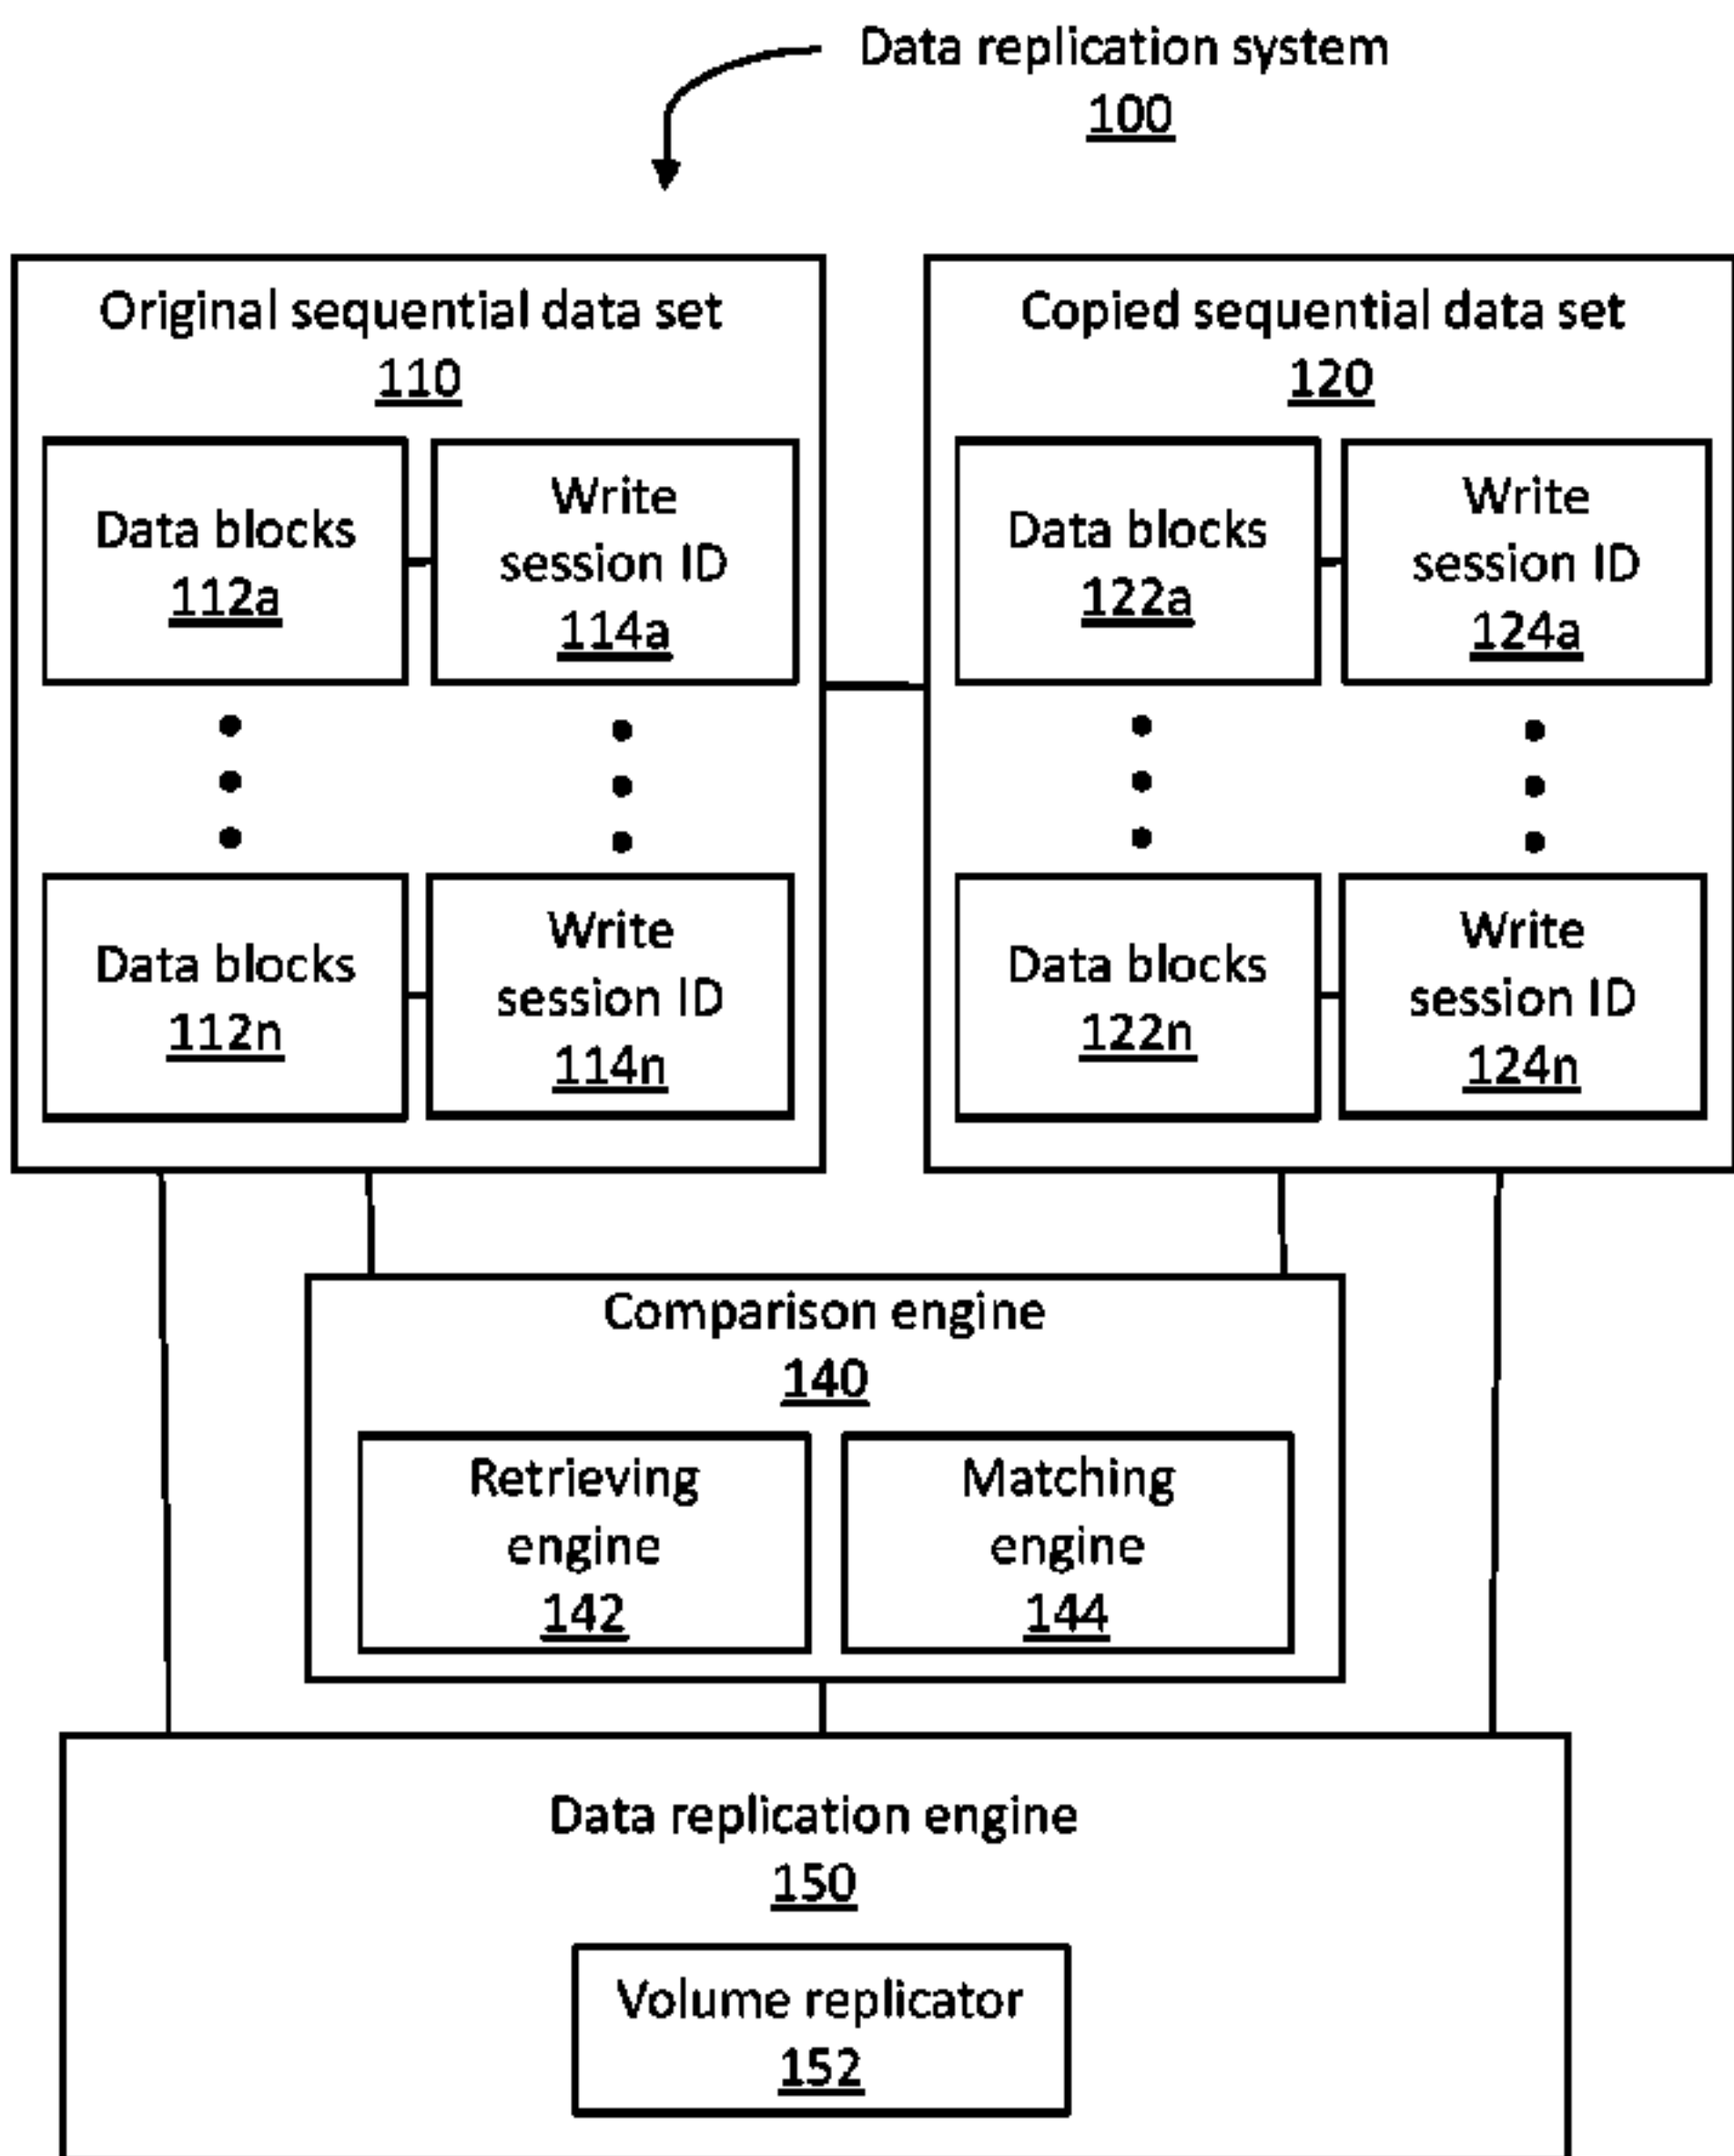 Data replication system
100
Original sequential data set
110
Data blocks
112a
Write
session ID
114a
Data blocks
112n
Write
session ID
114n
Copied sequential data set
120
Data blocks
122a
Write
session ID
124a
Data blocks
122n
Write
session ID
124n
Comparison engine
140
Retrieving
engine
142
Matching
engine
144
Data replication engine
150
Volume replicator
152